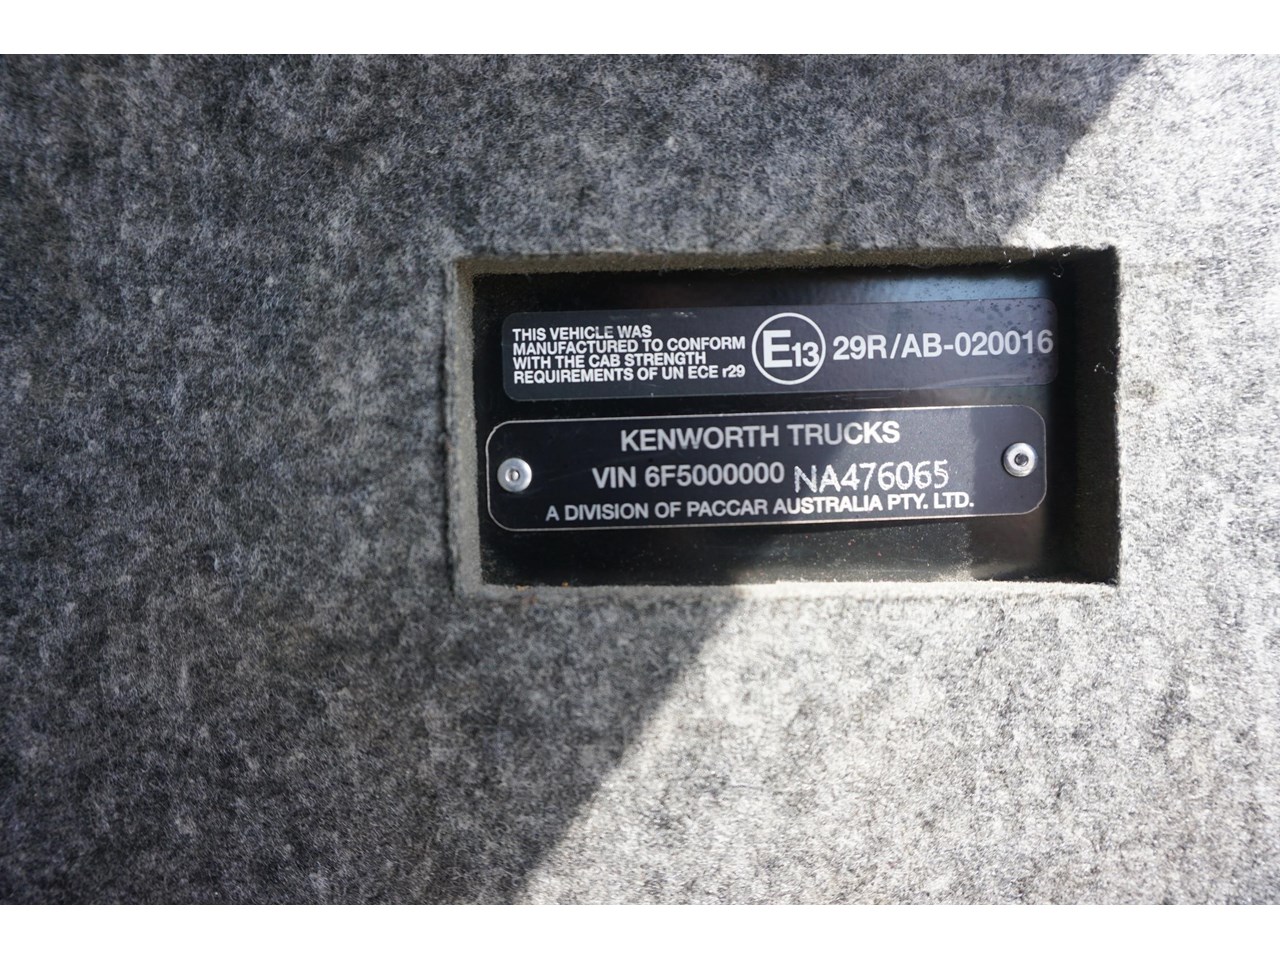 THIS VEHICLE WAS
MANUFACTURED TO CONFORM
WITH THE CAB STRENGTH
REQUIREMENTS OF UN ECE r29
E13 29R/AB-020016
KENWORTH TRUCKS
VIN 6F5000000 NA476065
A DIVISION OF PACCAR AUSTRALIA PTY. LTD.